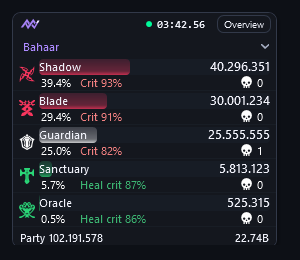 03:42.56 Overview
Bahaar
Shadow 40.296.351
39.4% Crit 93% 0
Blade 30.001.234
29.4% Crit 91% 0
Guardian 25.555.555
25.0% Crit 82% 1
Sanctuary 5.813.123
5.7% Heal crit 87% 0
Oracle 525.315
0.5% Heal crit 86% 0
Party 102.191.578 22.74B